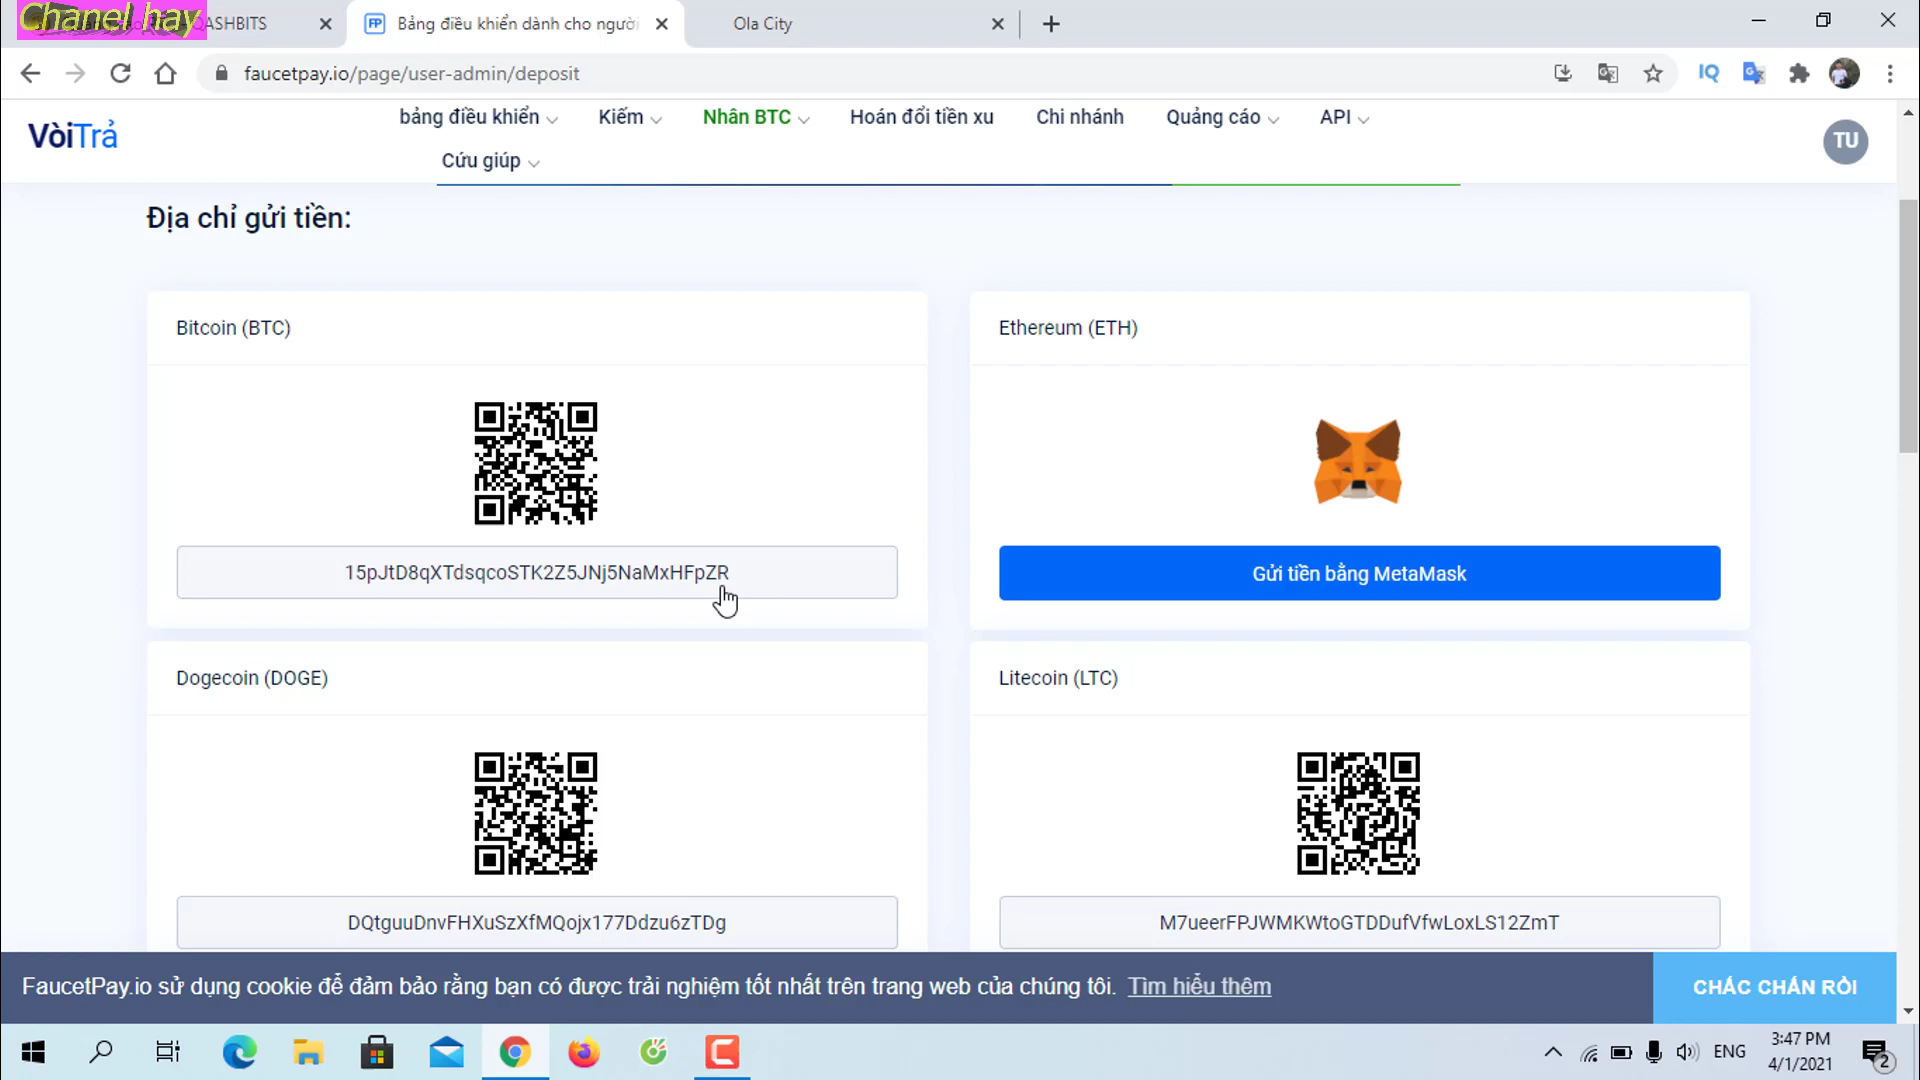 Chanel hay
QASHBITS
Bảng điều khiển dành cho người
Ola City
faucetpay.io/page/user-admin/deposit
VòiTrả
bảng điều khiển
Kiếm
Nhân BTC
Hoán đổi tiền xu
Chi nhánh
Quảng cáo
API
Cứu giúp
TU
Địa chỉ gửi tiền:
Bitcoin (BTC)
Ethereum (ETH)
15pJtD8qXTdsqcoSTK2Z5JNj5NaMxHFpZR
Gửi tiền bằng MetaMask
Dogecoin (DOGE)
Litecoin (LTC)
DQtguuDnvFHXuSzXfMQojx177Ddzu6zTDg
M7ueerFPJWMKWtoGTDDufVfwLoxLS12ZmT
FaucetPay.io sử dụng cookie để đảm bảo rằng bạn có được trải nghiệm tốt nhất trên trang web của chúng tôi. Tìm hiểu thêm
CHẮC CHẮN RỒI
ENG
3:47 PM
4/1/2021
2